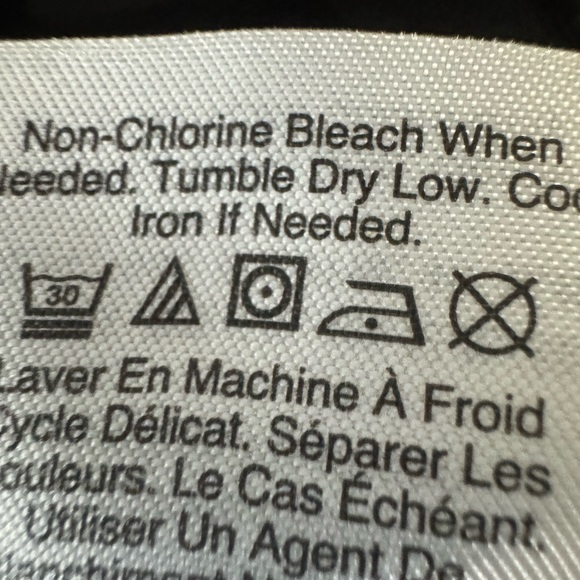 Non-Chlorine Bleach When
Needed. Tumble Dry Low.
Iron If Needed.
30
Laver En Machine À Froid
Cycle Délicat. Séparer Les
Couleurs. Le Cas Échéant.
Utiliser Un Agent De